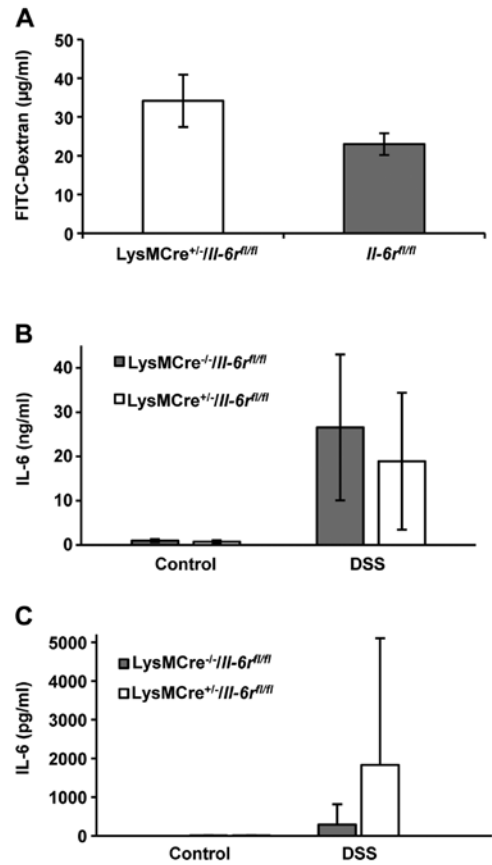 A
FITC-Dextran (µg/ml)
50
40
30
20
10
0
LysMCre+/-/Il-6rfl/fl
Il-6rfl/fl
B
IL-6 (ng/ml)
40
30
20
10
0
LysMCre-/-/Il-6rfl/fl
LysMCre+/-/Il-6rfl/fl
Control
DSS
C
IL-6 (pg/ml)
5000
4000
3000
2000
1000
0
LysMCre-/-/Il-6rfl/fl
LysMCre+/-/Il-6rfl/fl
Control
DSS